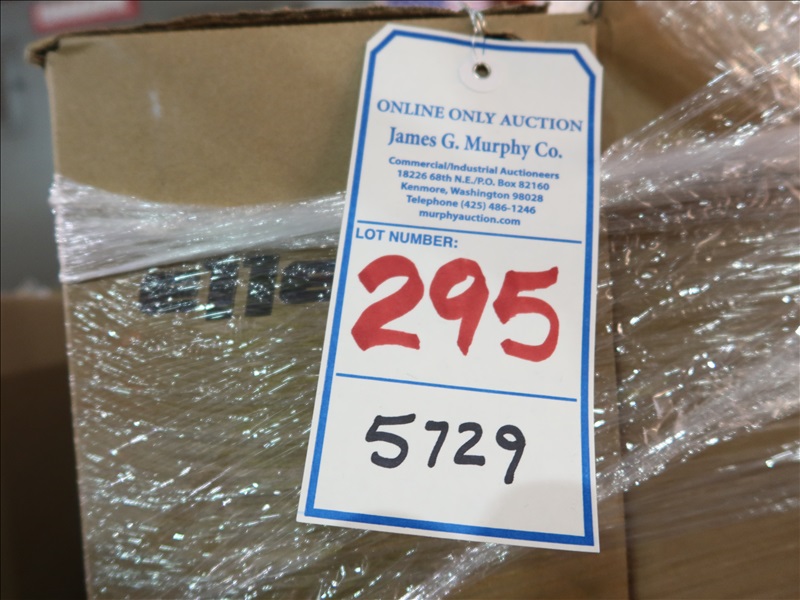 ONLINE ONLY AUCTION
James G. Murphy Co.
Commercial/Industrial Auctioneers
18226 68th N.E./P.O. Box 82160
Kenmore, Washington 98028
Telephone (425) 486-1246
murphyauction.com
LOT NUMBER:
295
5729